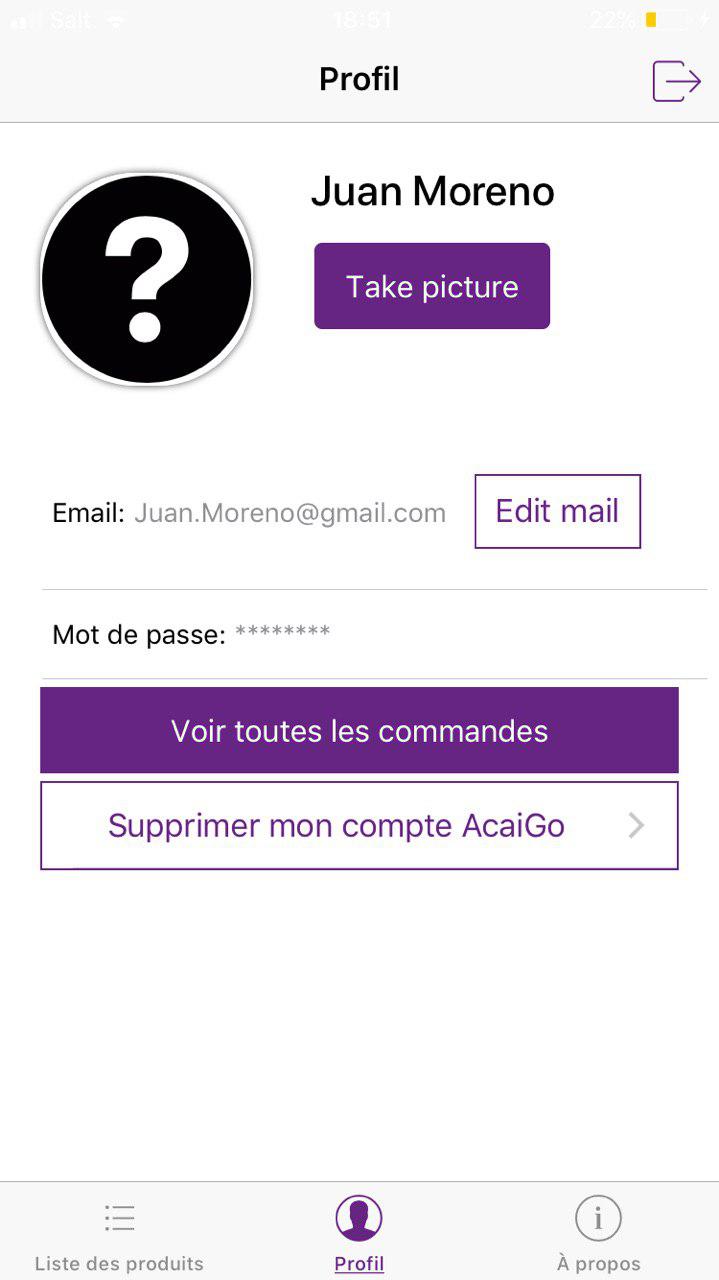 Salt 18:51 22%
Profil
?
Juan Moreno
Take picture
Email: Juan.Moreno@gmail.com Edit mail
Mot de passe: ********
Voir toutes les commandes
Supprimer mon compte AcaiGo
Liste des produits Profil À propos